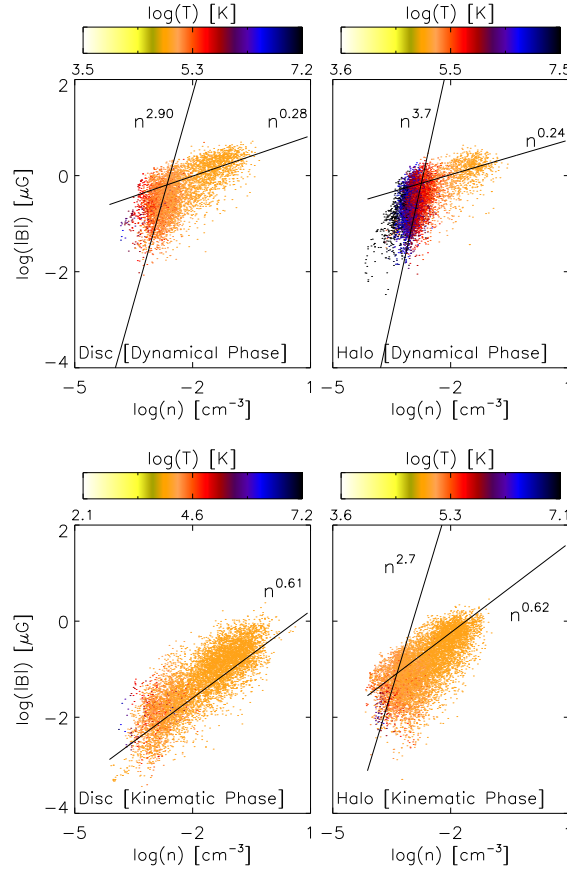 log(T) [K] log(T) [K]
3.5 5.3 7.2 3.6 5.5 7.5
2
0
−2
−4
log(|B|) [μG]
n^2.90 n^0.28 n^3.7 n^0.24
Disc [Dynamical Phase] Halo [Dynamical Phase]
−5 −2 1 −5 −2 1
log(n) [cm^−3] log(n) [cm^−3]
log(T) [K] log(T) [K]
2.1 4.6 7.2 3.6 5.3 7.1
2
0
−2
−4
log(|B|) [μG]
n^0.61 n^2.7 n^0.62
Disc [Kinematic Phase] Halo [Kinematic Phase]
−5 −2 1 −5 −2 1
log(n) [cm^−3] log(n) [cm^−3]